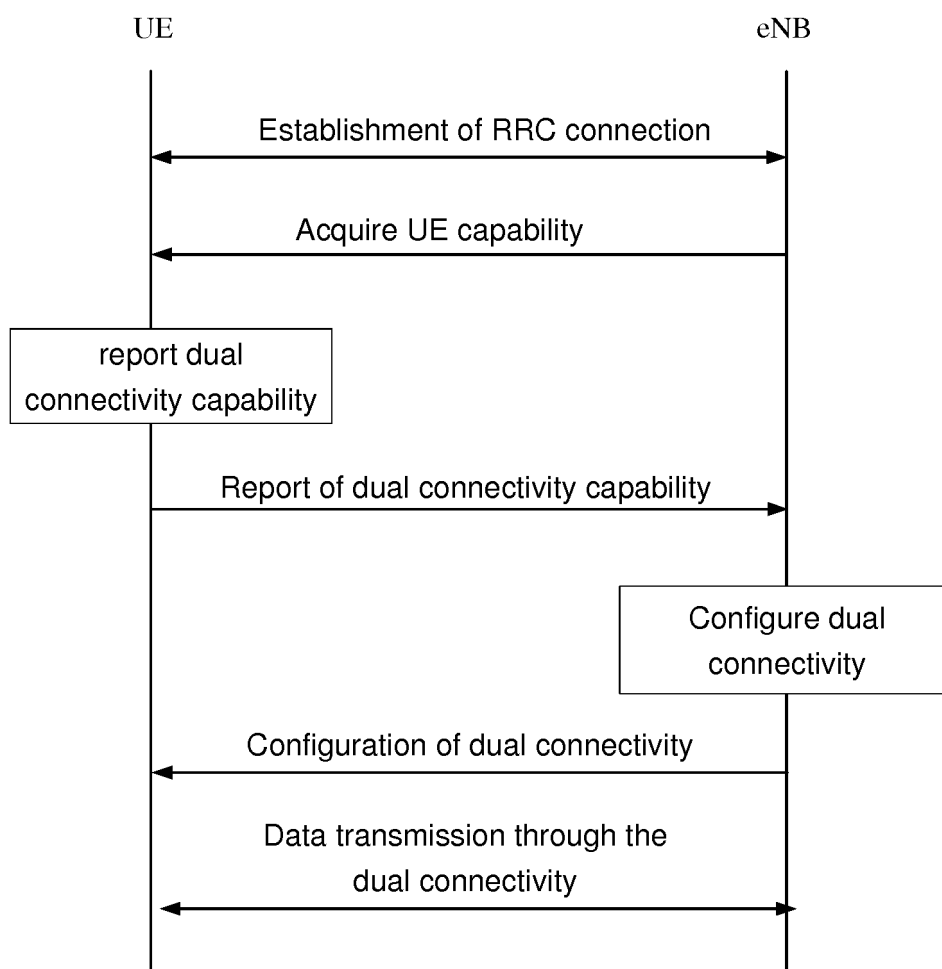 UE
eNB
Establishment of RRC connection
Acquire UE capability
report dual
connectivity capability
Report of dual connectivity capability
Configure dual
connectivity
Configuration of dual connectivity
Data transmission through the
dual connectivity